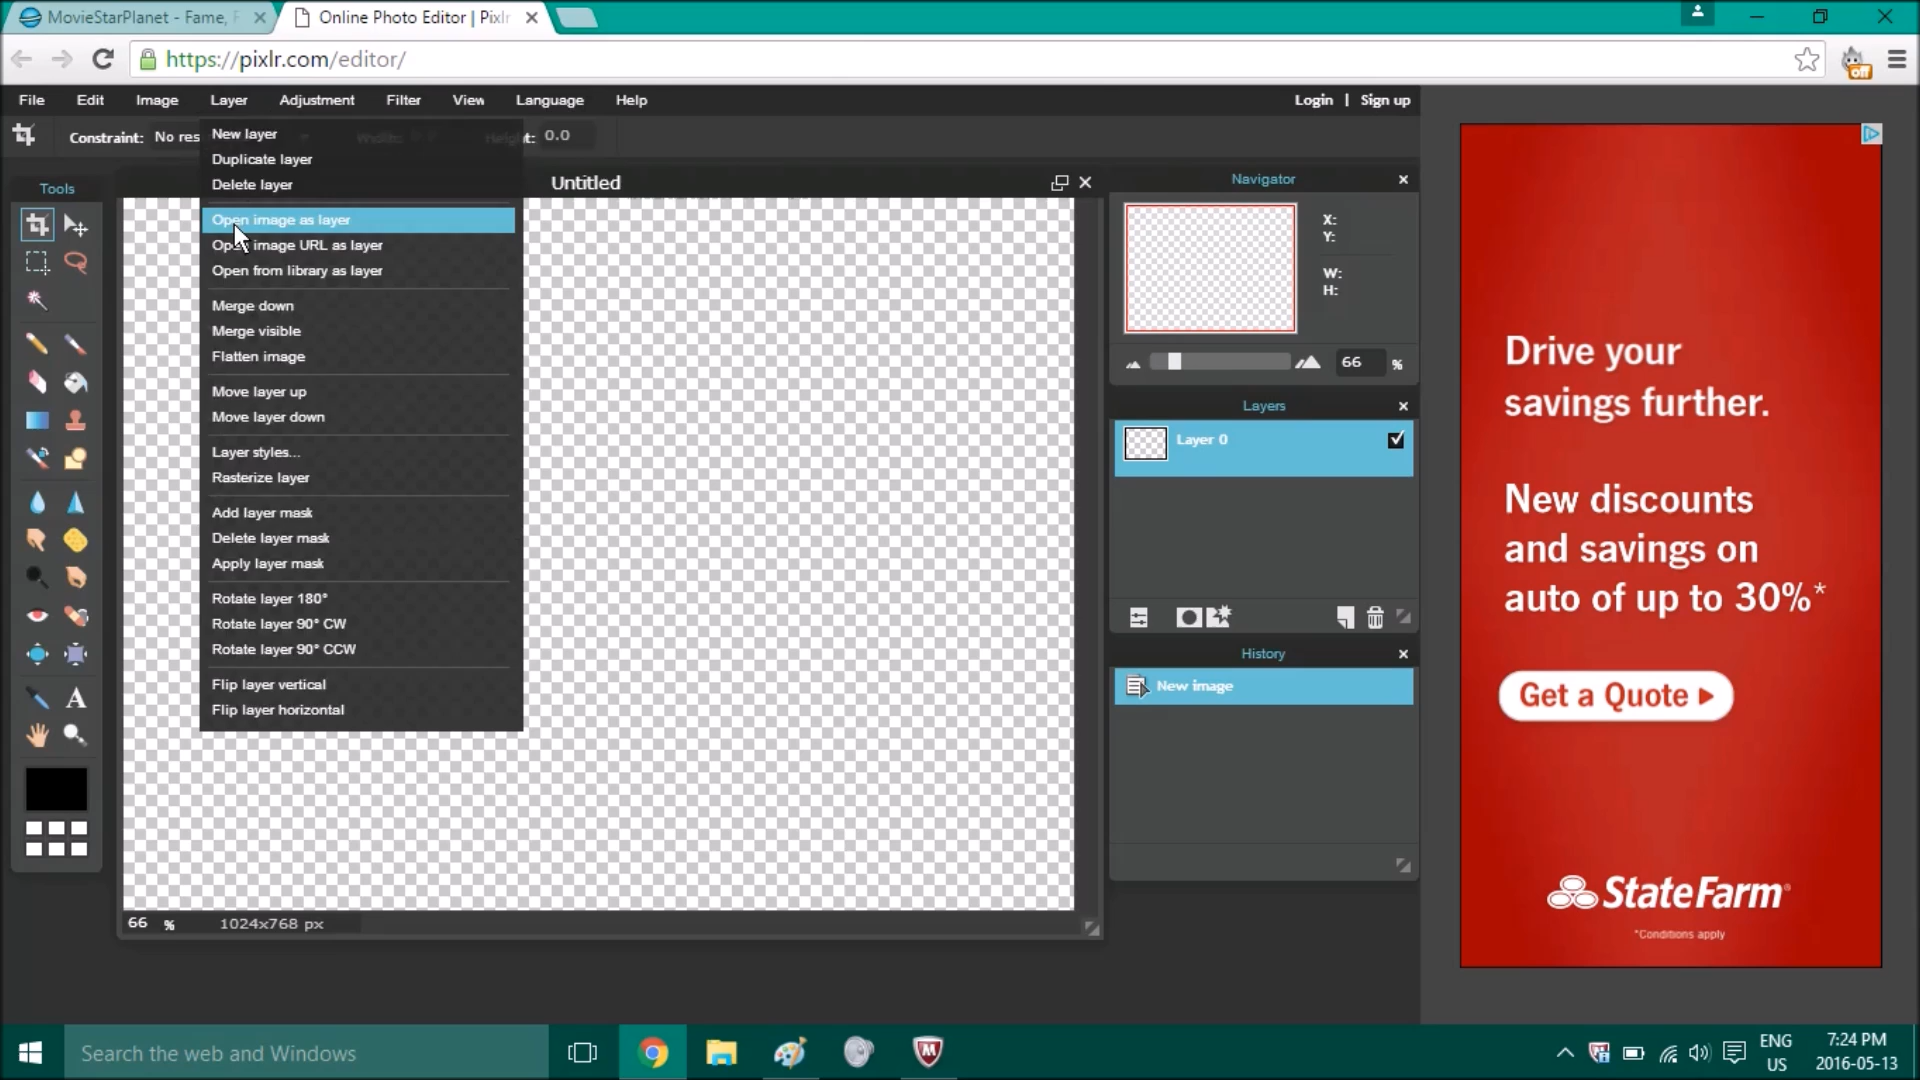 MovieStarPlanet - Fame, F
Online Photo Editor | Pixlr
https://pixlr.com/editor/
off
File Edit Image Layer Adjustment Filter View Language Help
Login | Sign up
Constraint: No res
0.0
New layer
Duplicate layer
Delete layer
Open image as layer
Open image URL as layer
Open from library as layer
Merge down
Merge visible
Flatten image
Move layer up
Move layer down
Layer styles...
Rasterize layer
Add layer mask
Delete layer mask
Apply layer mask
Rotate layer 180°
Rotate layer 90° CW
Rotate layer 90° CCW
Flip layer vertical
Flip layer horizontal
Tools
A
Untitled
66 % 1024x768 px
Navigator
X:
Y:
W:
H:
66 %
Layers
Layer 0
History
New image
Drive your
savings further.
New discounts
and savings on
auto of up to 30%*
Get a Quote
StateFarm
*Conditions apply
Search the web and Windows
ENG
US
7:24 PM
2016-05-13